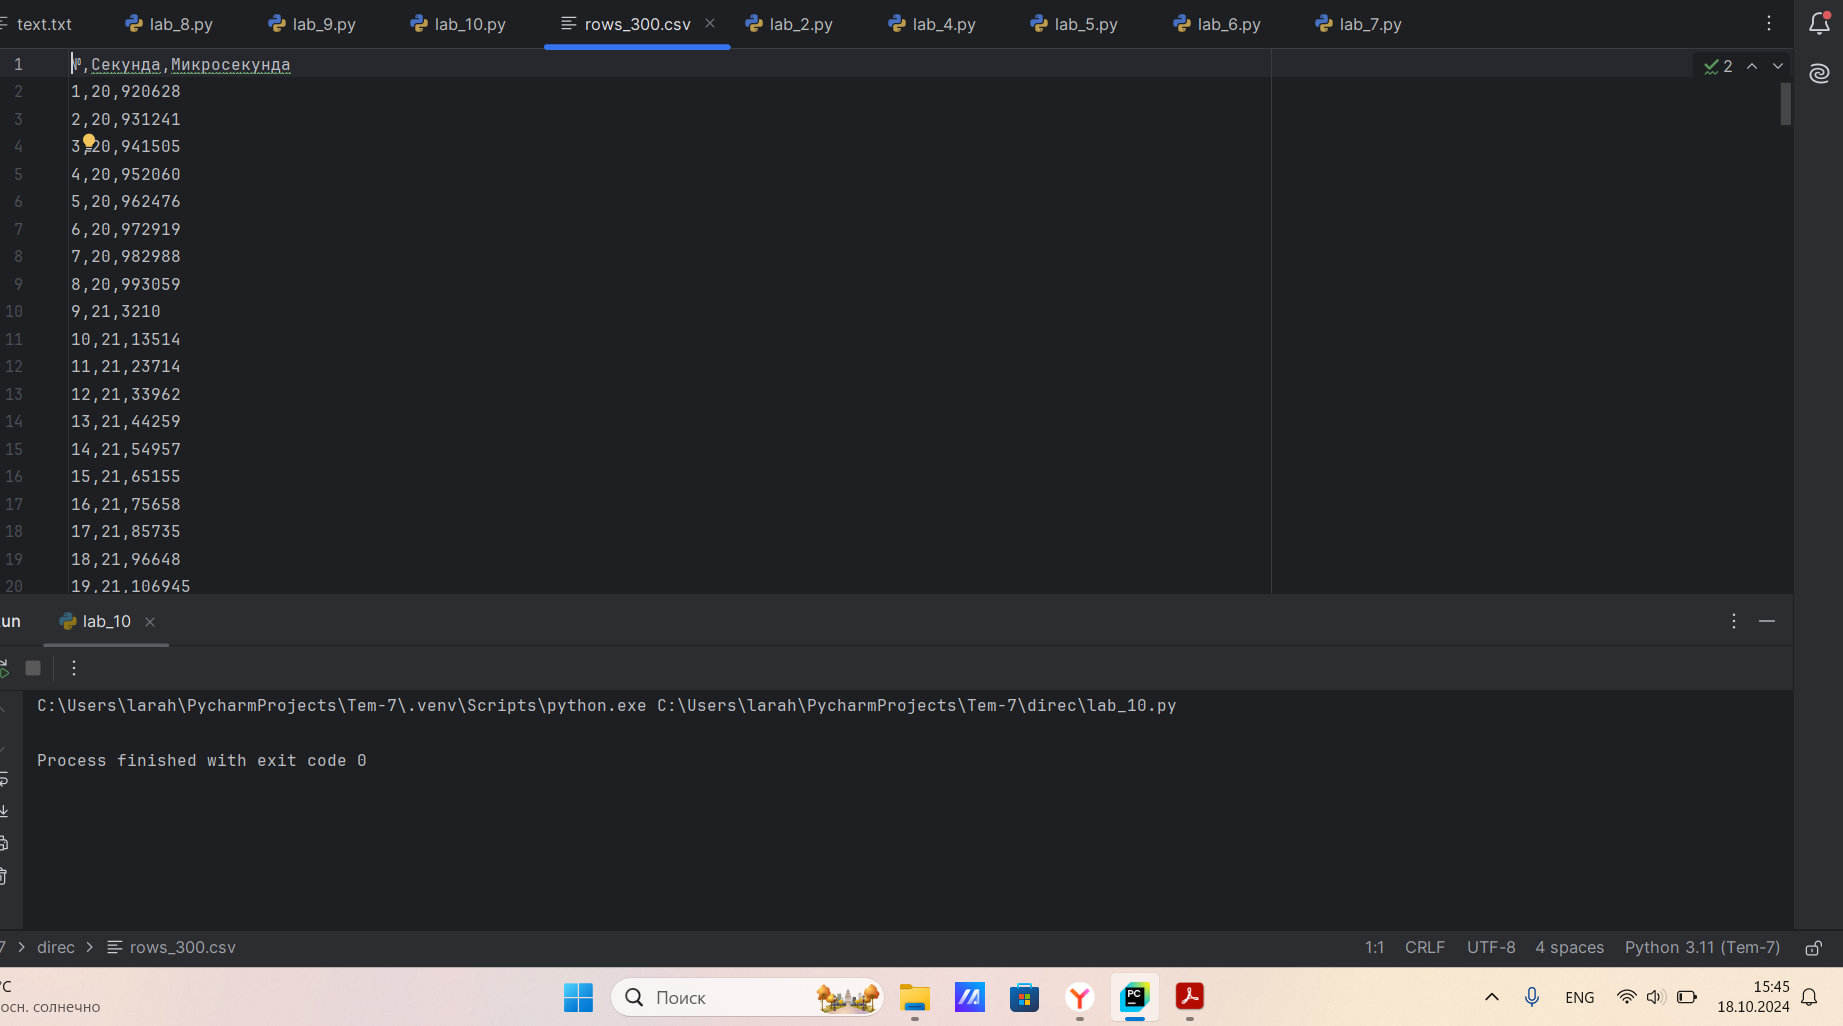 text.txt lab_8.py lab_9.py lab_10.py rows_300.csv lab_2.py lab_4.py lab_5.py lab_6.py lab_7.py
1 №,Секунда,Микросекунда 2
2 1,20,920628
3 2,20,931241
4 3,20,941505
5 4,20,952060
6 5,20,962476
7 6,20,972919
8 7,20,982988
9 8,20,993059
10 9,21,3210
11 10,21,13514
12 11,21,23714
13 12,21,33962
14 13,21,44259
15 14,21,54957
16 15,21,65155
17 16,21,75658
18 17,21,85735
19 18,21,96648
20 19,21,106945
un lab_10
C:\Users\larah\PycharmProjects\Tem-7\.venv\Scripts\python.exe C:\Users\larah\PycharmProjects\Tem-7\direc\lab_10.py
Process finished with exit code 0
7 > direc > rows_300.csv 1:1 CRLF UTF-8 4 spaces Python 3.11 (Tem-7)
°C
осн. солнечно
Поиск
PC
ENG
15:45
18.10.2024